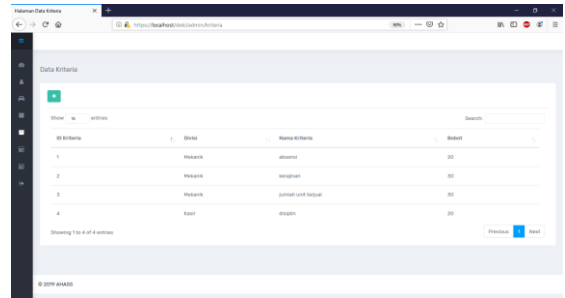 Halaman Data Kriteria
https://localhost/dek/admin/kriteria
90%
Data Kriteria
Show 10 entries
Search:
ID Kriteria Divisi Nama Kriteria Bobot
1 Mekanik absensi 20
2 Mekanik kerajinan 30
3 Mekanik jumlah unit terjual 30
4 Kasir disiplin 20
Showing 1 to 4 of 4 entries
Previous 1 Next
© 2019 AHASS